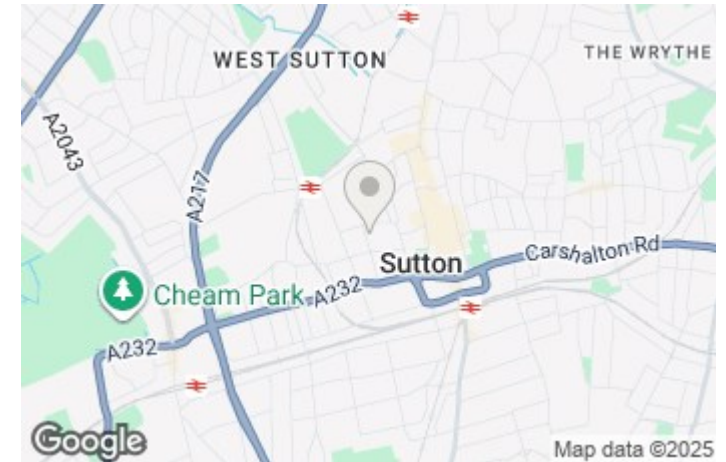 WEST SUTTON
THE WRYTHE
A2043
A217
Sutton
Carshalton Rd
Cheam Park
A232
A232
Google
Map data ©2025